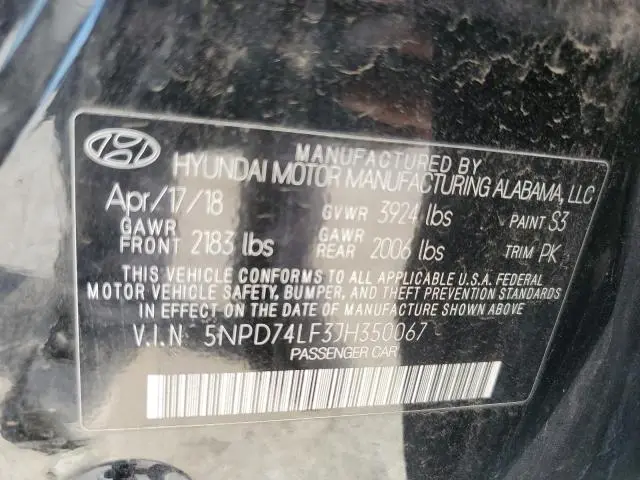 MANUFACTURED BY
HYUNDAI MOTOR MANUFACTURING ALABAMA, LLC
Apr/17/18 GVWR 3924 lbs PAINT S3
GAWR FRONT 2183 lbs GAWR REAR 2006 lbs TRIM PK
THIS VEHICLE CONFORMS TO ALL APPLICABLE U.S.A. FEDERAL
MOTOR VEHICLE SAFETY, BUMPER, AND THEFT PREVENTION STANDARDS
IN EFFECT ON THE DATE OF MANUFACTURE SHOWN ABOVE.
V.I.N 5NPD74LF3JH350067
PASSENGER CAR